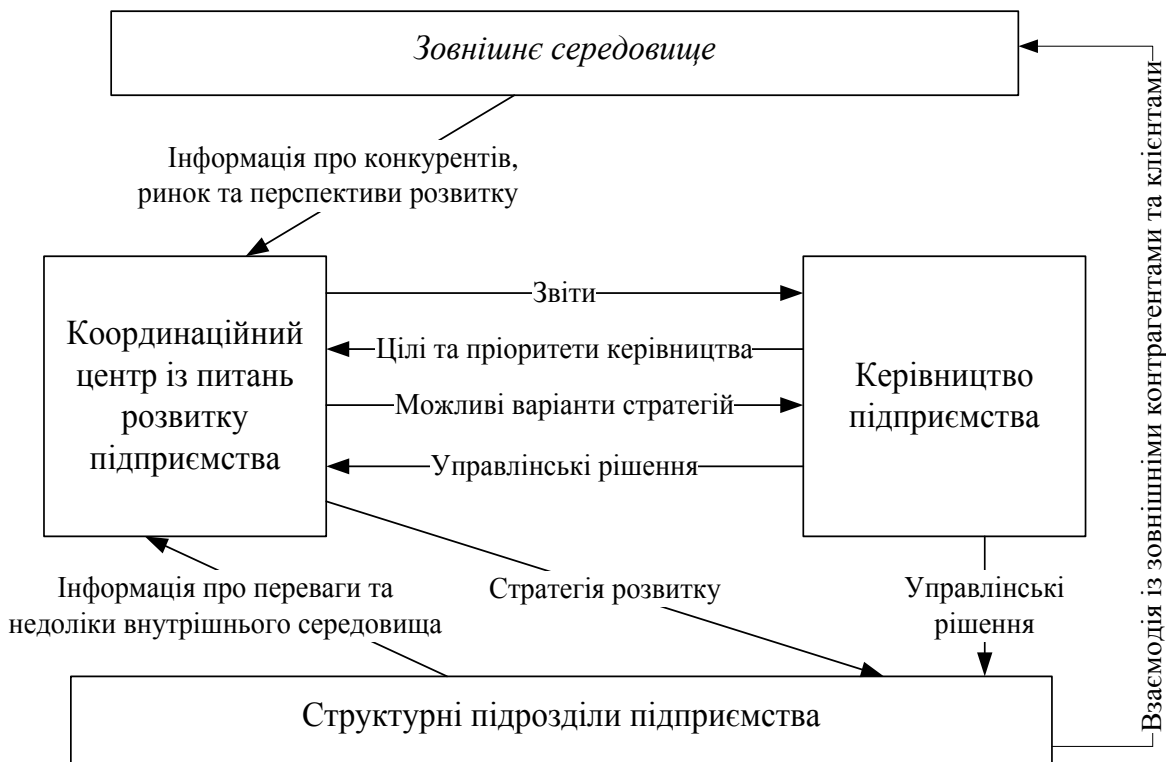 Зовнішнє середовище
Інформація про конкурентів,
ринок та перспективи розвитку
Координаційний
центр із питань
розвитку
підприємства
Звіти
Цілі та пріоритети керівництва
Можливі варіанти стратегій
Управлінські рішення
Керівництво
підприємства
Інформація про переваги та
недоліки внутрішнього середовища
Стратегія розвитку
Управлінські
рішення
Структурні підрозділи підприємства
Взаємодія із зовнішніми контрагентами та клієнтами